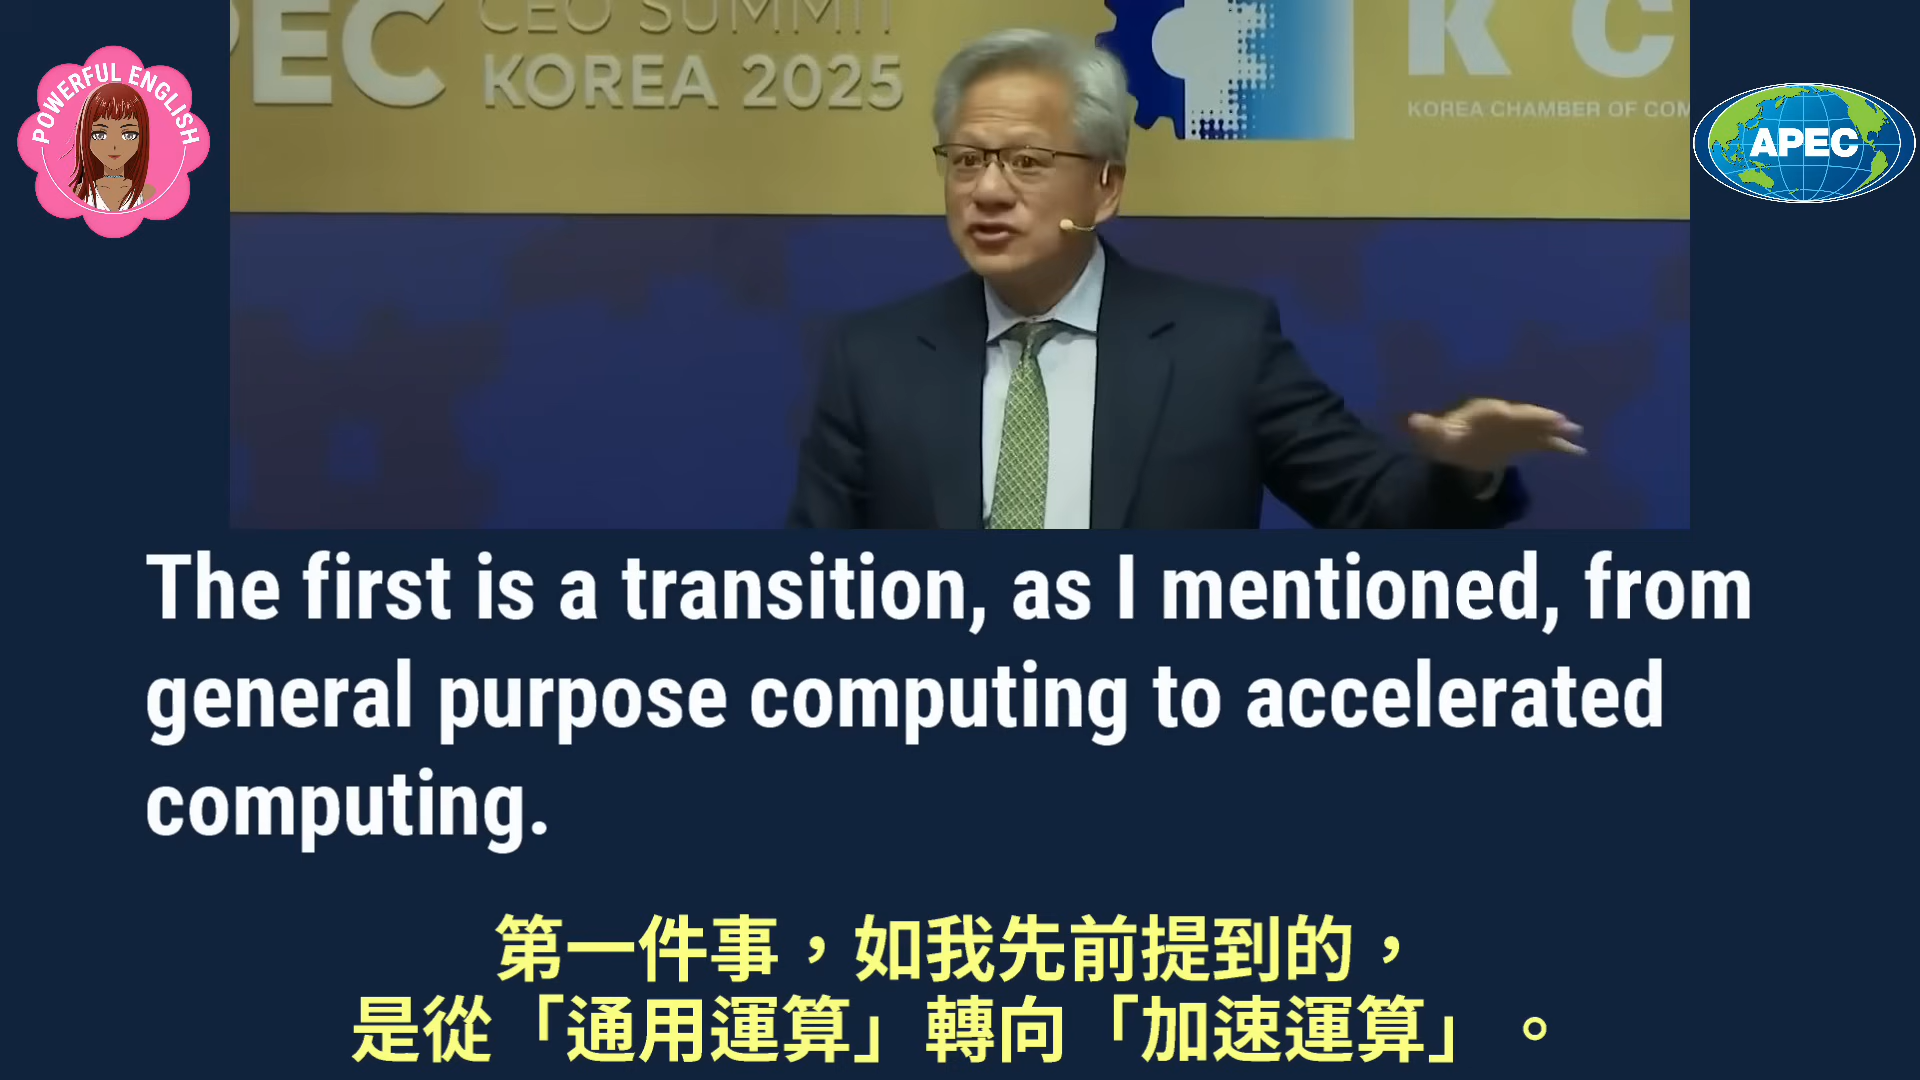 CEO SUMMIT
PEC
KOREA 2025
K C
KOREA CHAMBER OF COM
POWERFUL ENGLISH
APEC
The first is a transition, as I mentioned, from
general purpose computing to accelerated
computing.
第一件事，如我先前提到的，
是從「通用運算」轉向「加速運算」。